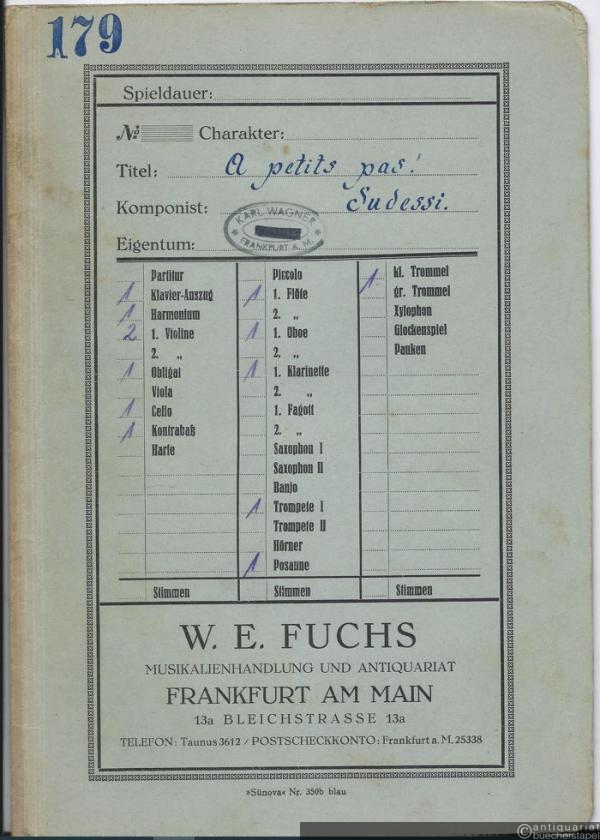 179
Spieldauer:
№ Charakter:
Titel: A petits pas!
Komponist: Sudessi.
KARL WAGNER
FRANKFURT A. M.
Eigentum:
Partitur
1 Klavier-Auszug
1 Harmonium
2 1. Violine
2. „
1 Obligat
Viola
1 Cello
1 Kontrabaß
Harfe
Stimmen
Piccolo
1 1. Flöte
2. „
1 1. Oboe
2. „
1 1. Klarinette
2. „
1. Fagott
2. „
Saxophon I
Saxophon II
Banjo
1 Trompete I
Trompete II
Hörner
1 Posaune
Stimmen
1 kl. Trommel
gr. Trommel
Xylophon
Glockenspiel
Pauken
Stimmen
W. E. FUCHS
MUSIKALIENHANDLUNG UND ANTIQUARIAT
FRANKFURT AM MAIN
13a BLEICHSTRASSE 13a
TELEFON: Taunus 3612 / POSTSCHECKKONTO: Frankfurt a. M. 25338
»Sünova« Nr. 350b blau
antiquariat
buecherstapel